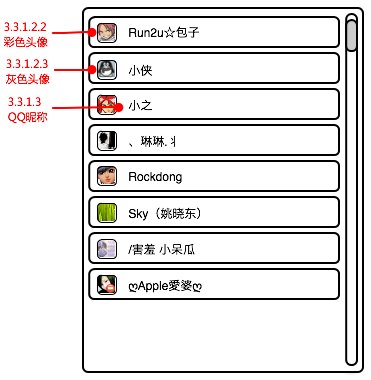 3.3.1.2.2
彩色头像
3.3.1.2.3
灰色头像
3.3.1.3
QQ昵称
Run2u☆包子
小侠
小之
、琳琳.丬
Rockdong
Sky（姚晓东）
/害羞 小呆瓜
ღApple愛婆ღ